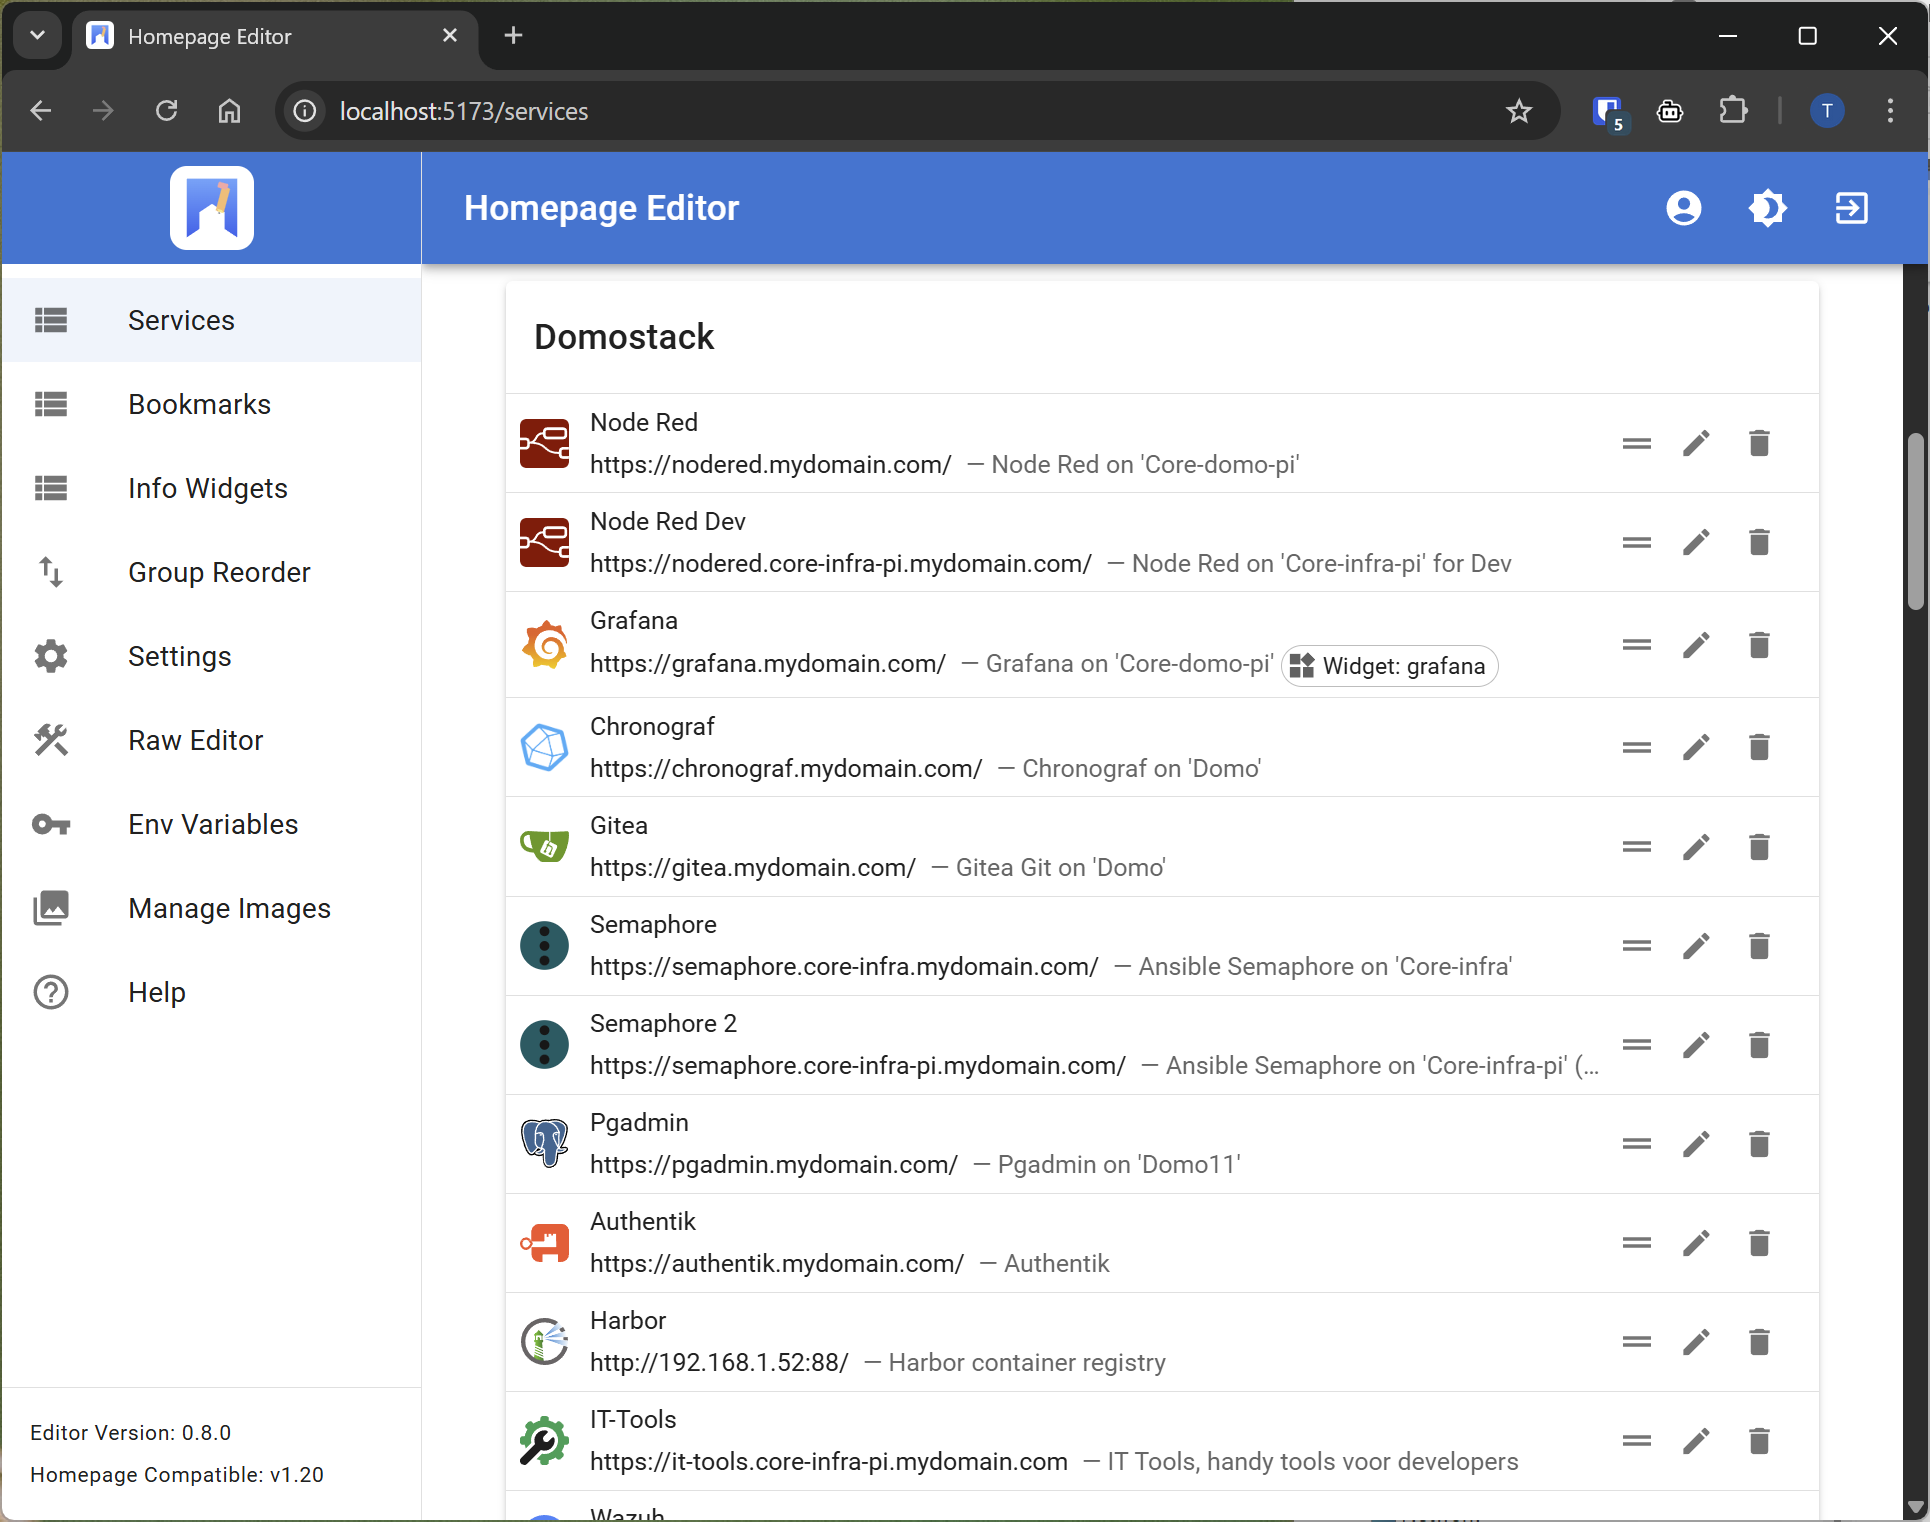 Homepage Editor
localhost:5173/services
5
T
Homepage Editor
Services
Bookmarks
Info Widgets
Group Reorder
Settings
Raw Editor
Env Variables
Manage Images
Help
Editor Version: 0.8.0
Homepage Compatible: v1.20
Domostack
Node Red
https://nodered.mydomain.com/ — Node Red on 'Core-domo-pi'
Node Red Dev
https://nodered.core-infra-pi.mydomain.com/ — Node Red on 'Core-infra-pi' for Dev
Grafana
https://grafana.mydomain.com/ — Grafana on 'Core-domo-pi' Widget: grafana
Chronograf
https://chronograf.mydomain.com/ — Chronograf on 'Domo'
Gitea
https://gitea.mydomain.com/ — Gitea Git on 'Domo'
Semaphore
https://semaphore.core-infra.mydomain.com/ — Ansible Semaphore on 'Core-infra'
Semaphore 2
https://semaphore.core-infra-pi.mydomain.com/ — Ansible Semaphore on 'Core-infra-pi' (...
Pgadmin
https://pgadmin.mydomain.com/ — Pgadmin on 'Domo11'
Authentik
https://authentik.mydomain.com/ — Authentik
Harbor
http://192.168.1.52:88/ — Harbor container registry
IT-Tools
https://it-tools.core-infra-pi.mydomain.com — IT Tools, handy tools voor developers
Wazuh